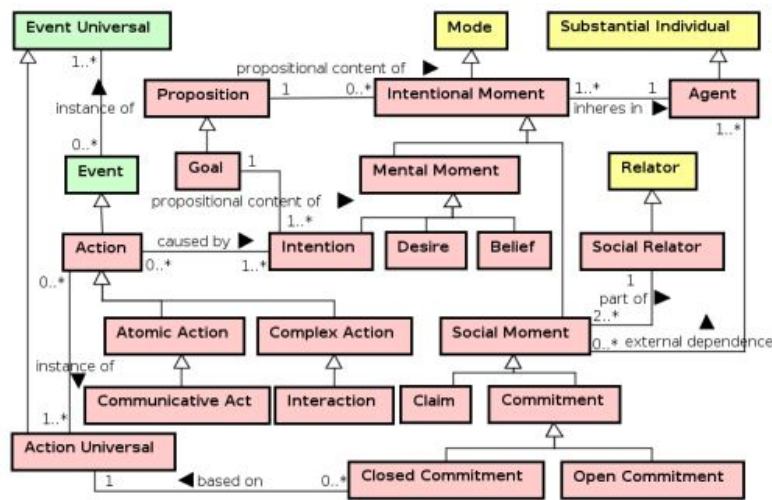 Event Universal
Mode
Substantial Individual
1..*
propositional content of
Proposition
1
0..*
Intentional Moment
1..*
1
Agent
instance of
inheres in
1..*
0..*
Event
Goal
1
Mental Moment
Relator
propositional content of
1..*
Action
caused by
Intention
Desire
Belief
Social Relator
0..*
0..*
1..*
1
part of
Atomic Action
Complex Action
Social Moment
2..*
0..*
external dependence
instance of
Communicative Act
Interaction
Claim
Commitment
1..*
Action Universal
1
based on
0..*
Closed Commitment
Open Commitment